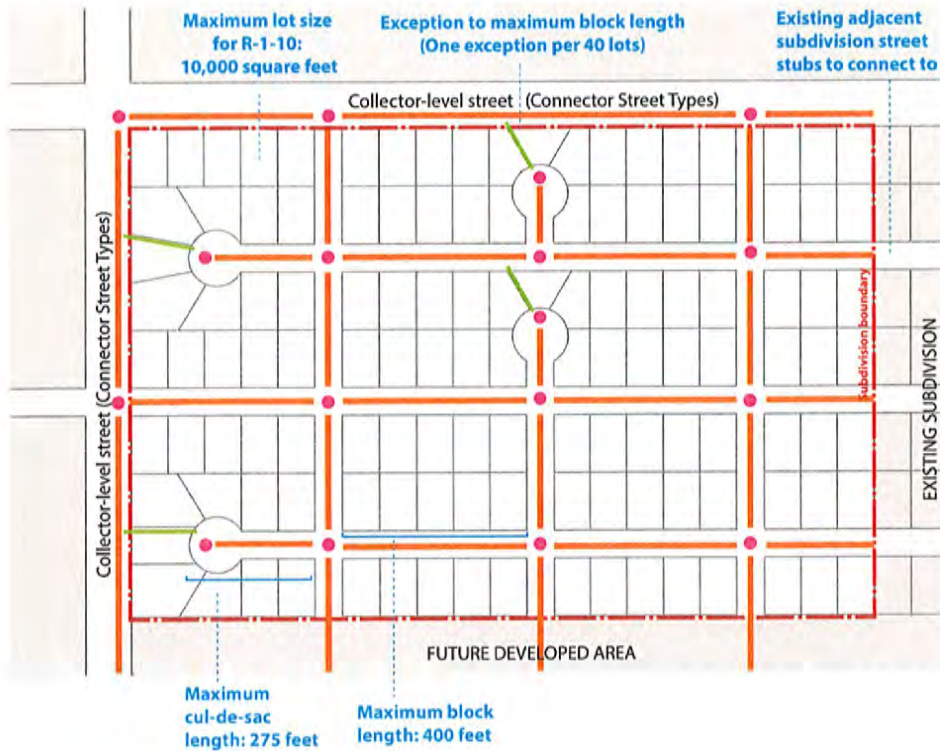 Maximum lot size
for R-1-10:
10,000 square feet
Exception to maximum block length
(One exception per 40 lots)
Existing adjacent
subdivision street
stubs to connect to
Collector-level street (Connector Street Types)
Collector-level street (Connector Street Types)
Subdivision boundary
EXISTING SUBDIVISION
FUTURE DEVELOPED AREA
Maximum
cul-de-sac
length: 275 feet
Maximum block
length: 400 feet